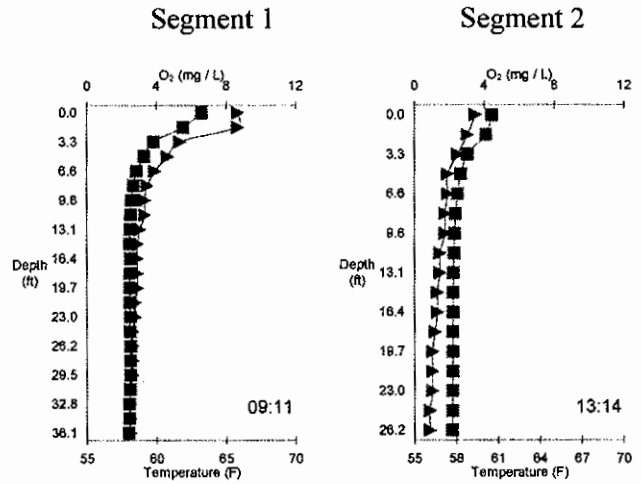 Segment 1
Segment 2
O₂ (mg / L)
0 4 8 12
0.0
3.3
6.6
9.8
13.1
16.4
19.7
23.0
26.2
29.5
32.8
36.1
Depth
(ft)
09:11
55 60 65 70
Temperature (F)
O₂ (mg / L)
0 4 8 12
0.0
3.3
6.6
9.6
13.1
16.4
19.7
23.0
26.2
Depth
(ft)
13:14
55 58 61 64 67 70
Temperature (F)